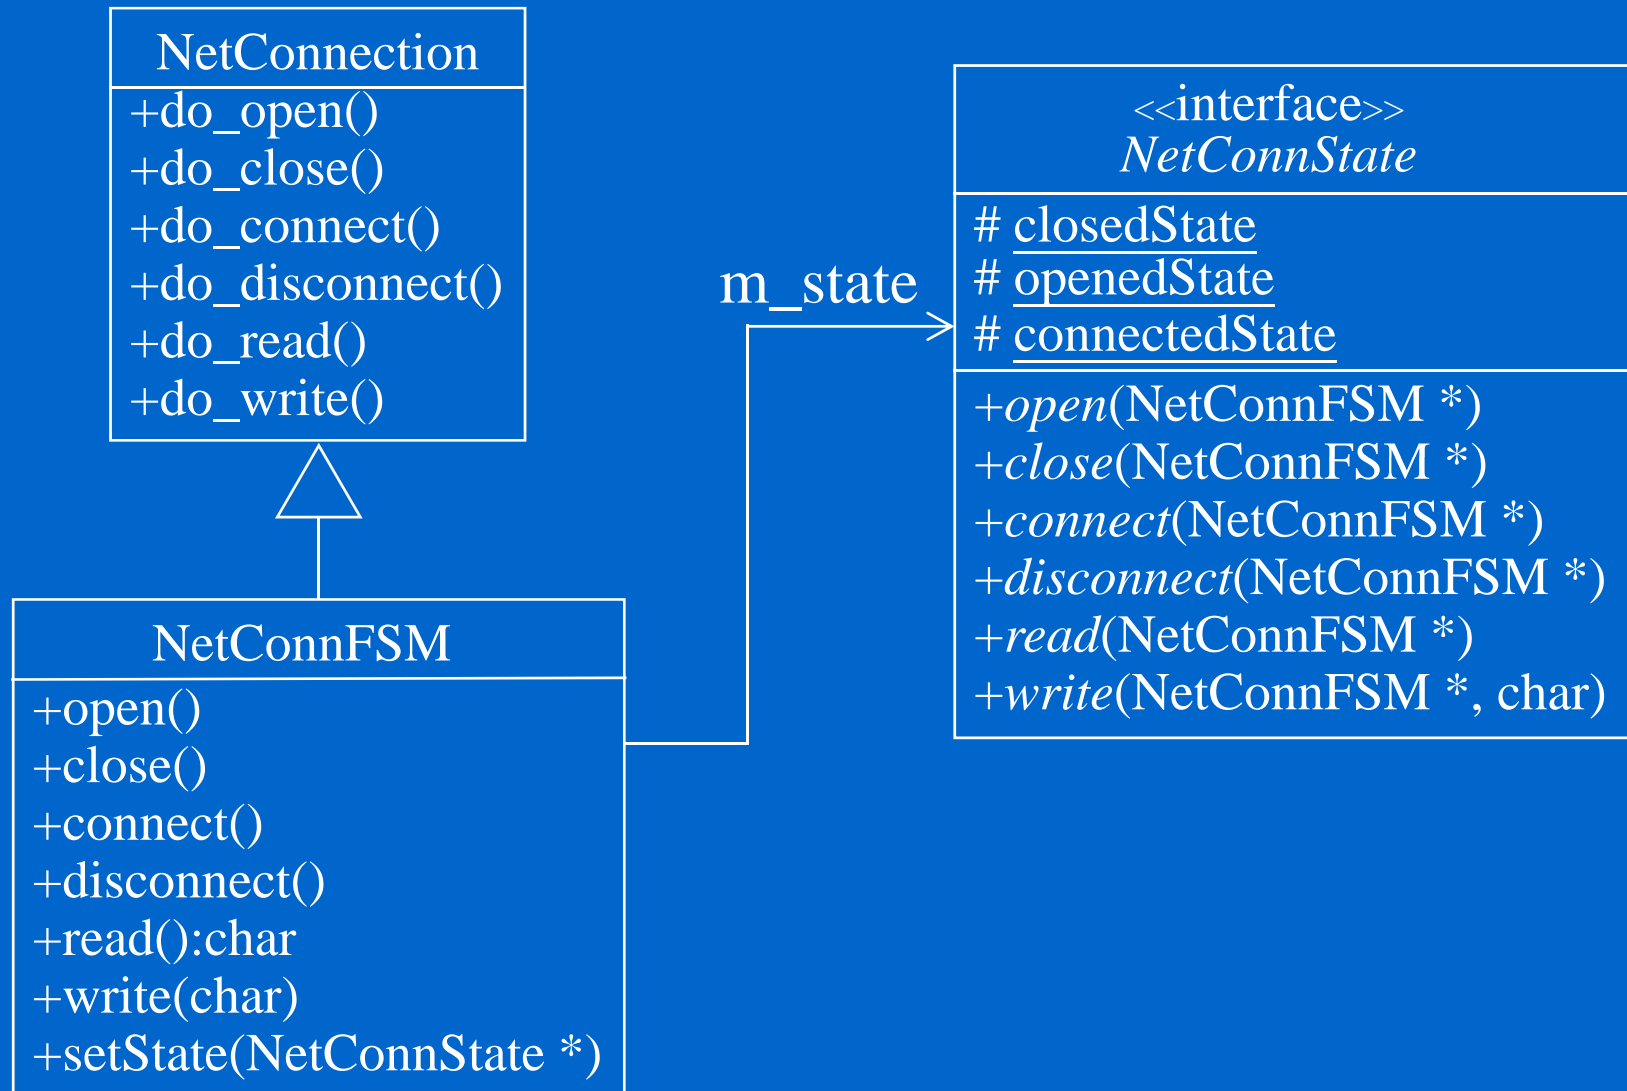 NetConnection
+do_open()
+do_close()
+do_connect()
+do_disconnect()
+do_read()
+do_write()
<<interface>>
NetConnState
# closedState
# openedState
# connectedState
+open(NetConnFSM *)
+close(NetConnFSM *)
+connect(NetConnFSM *)
+disconnect(NetConnFSM *)
+read(NetConnFSM *)
+write(NetConnFSM *, char)
m_state
NetConnFSM
+open()
+close()
+connect()
+disconnect()
+read():char
+write(char)
+setState(NetConnState *)